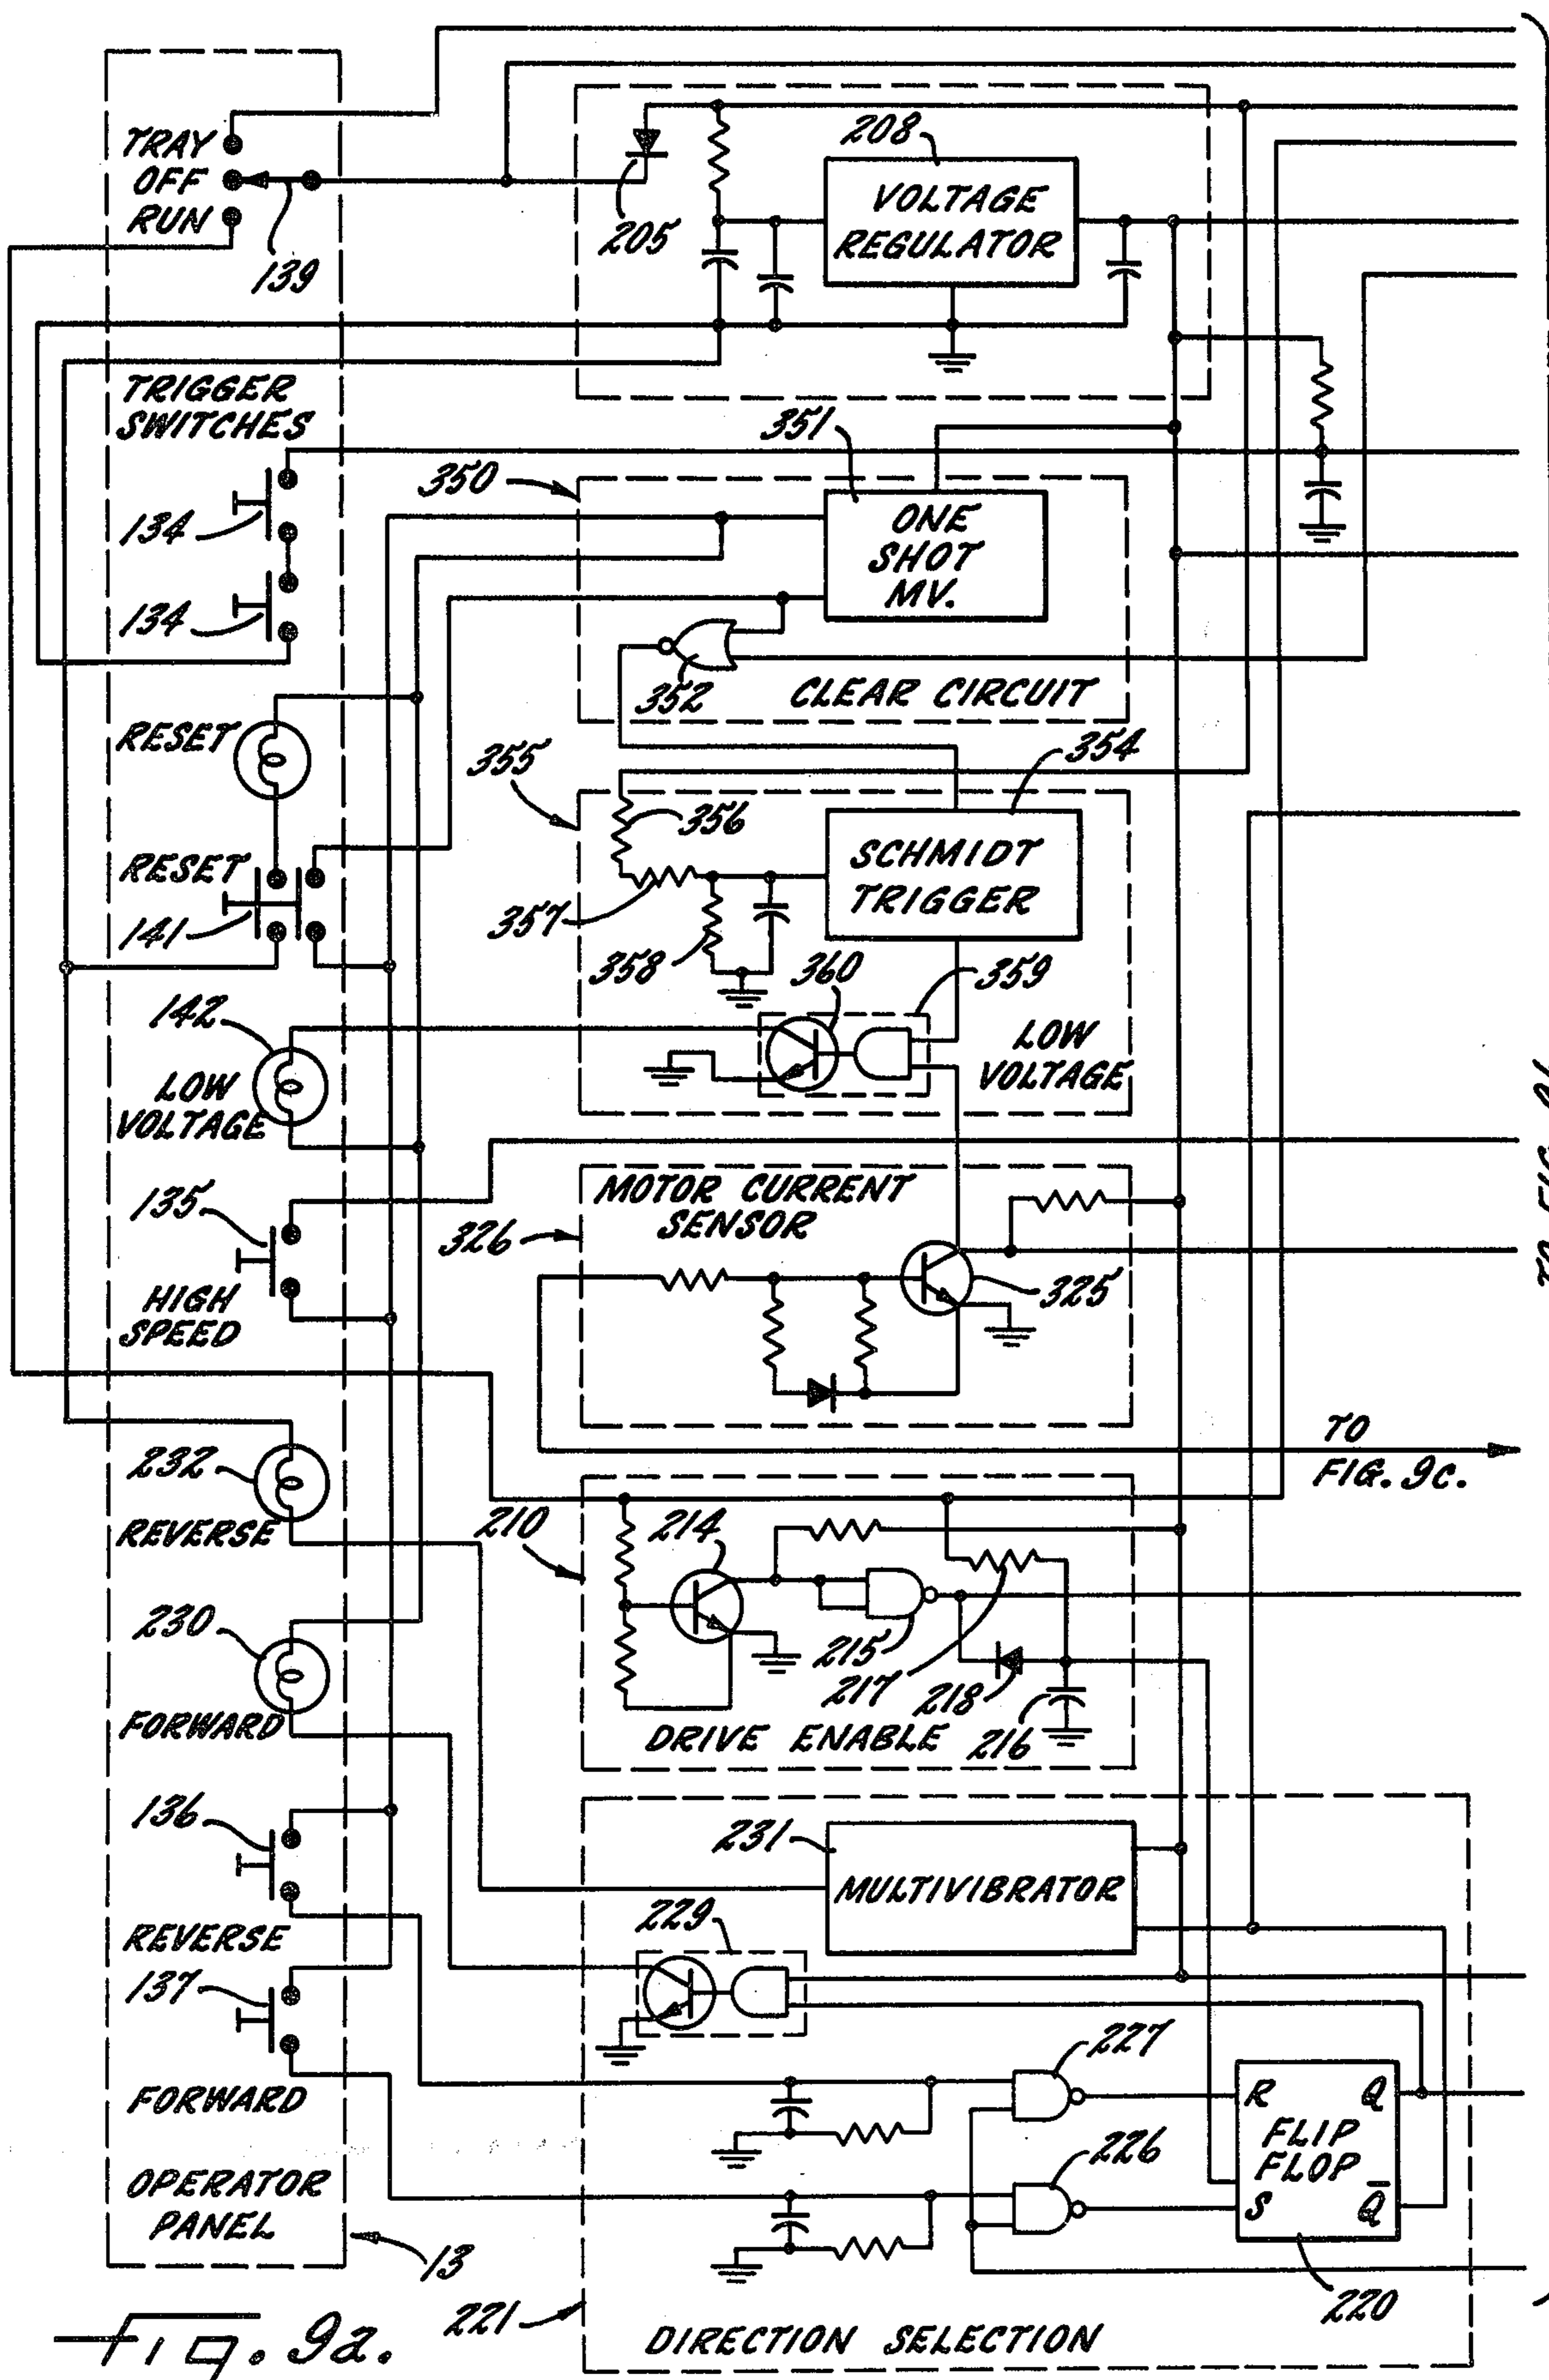 TRAY
OFF
RUN
139
205
208
VOLTAGE
REGULATOR
TRIGGER
SWITCHES
134
134
350
351
ONE
SHOT
MV.
352
CLEAR CIRCUIT
RESET
RESET
141
355
354
356
SCHMIDT
TRIGGER
357
358
360
359
LOW
VOLTAGE
142
LOW
VOLTAGE
135
HIGH
SPEED
MOTOR CURRENT
SENSOR
326
325
TO
FIG. 9c.
232
REVERSE
210
214
215
217
218
216
DRIVE ENABLE
230
FORWARD
136
REVERSE
137
FORWARD
231
MULTIVIBRATOR
229
227
226
R Q
FLIP
FLOP
S Q̅
220
OPERATOR
PANEL
13
221
DIRECTION SELECTION
FIG. 9a.